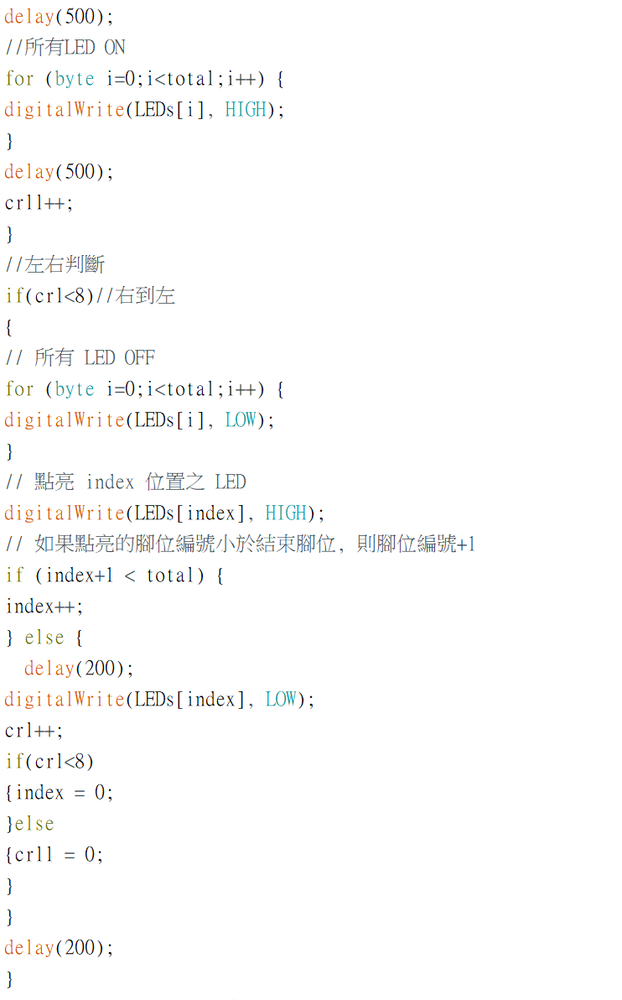 delay(500);
//所有LED ON
for (byte i=0;i<total;i++) {
digitalWrite(LEDs[i], HIGH);
}
delay(500);
crll++;
}
//左右判斷
if(crl<8)//右到左
{
// 所有 LED OFF
for (byte i=0;i<total;i++) {
digitalWrite(LEDs[i], LOW);
}
// 點亮 index 位置之 LED
digitalWrite(LEDs[index], HIGH);
// 如果點亮的腳位編號小於結束腳位, 則腳位編號+1
if (index+1 < total) {
index++;
} else {
  delay(200);
digitalWrite(LEDs[index], LOW);
crl++;
if(crl<8)
{index = 0;
}else
{crll = 0;
}
}
delay(200);
}